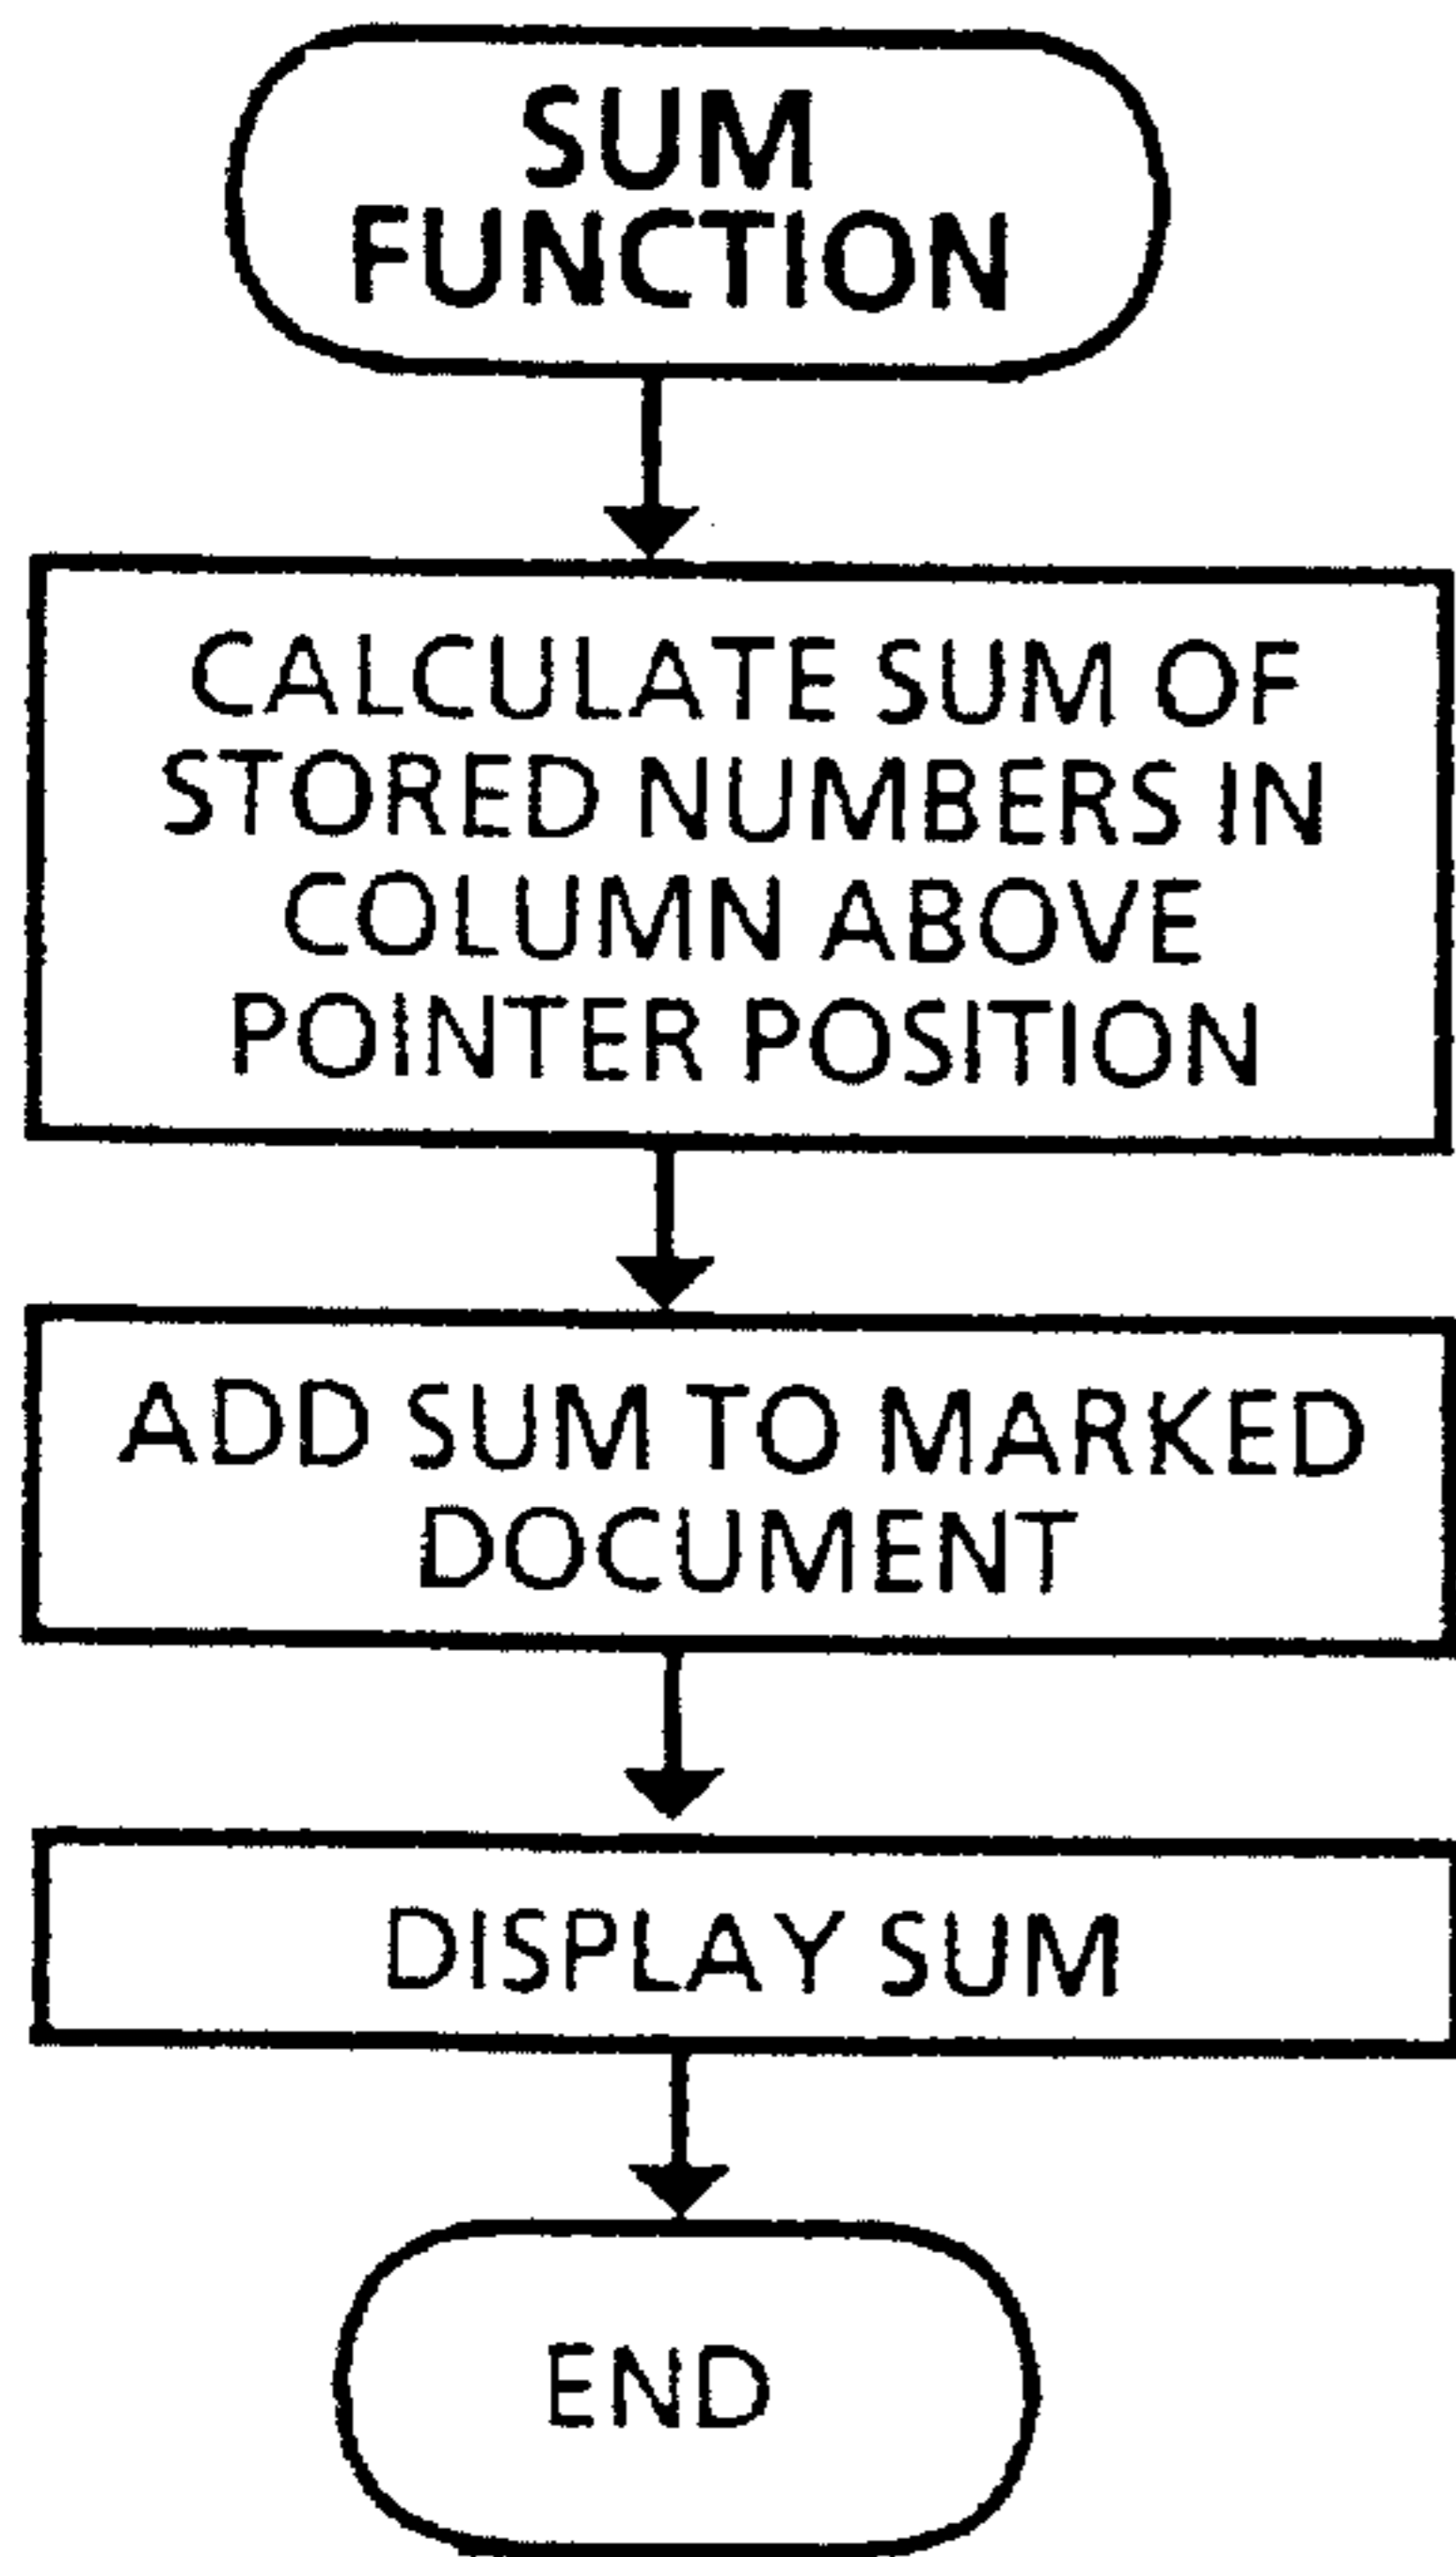 SUM
FUNCTION
CALCULATE SUM OF
STORED NUMBERS IN
COLUMN ABOVE
POINTER POSITION
ADD SUM TO MARKED
DOCUMENT
DISPLAY SUM
END